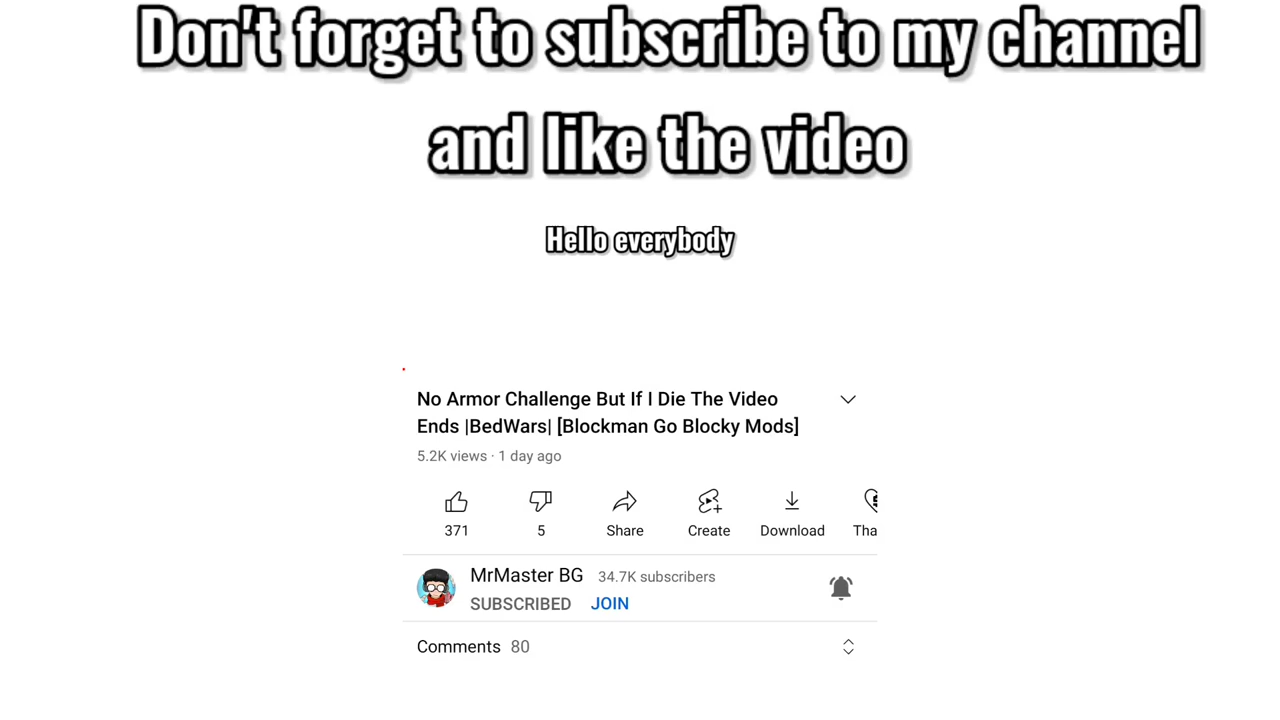 Don't forget to subscribe to my channel
and like the video
Hello everybody
No Armor Challenge But If I Die The Video
Ends |BedWars| [Blockman Go Blocky Mods]
5.2K views · 1 day ago
371 5 Share Create Download Tha
MrMaster BG 34.7K subscribers
SUBSCRIBED JOIN
Comments 80